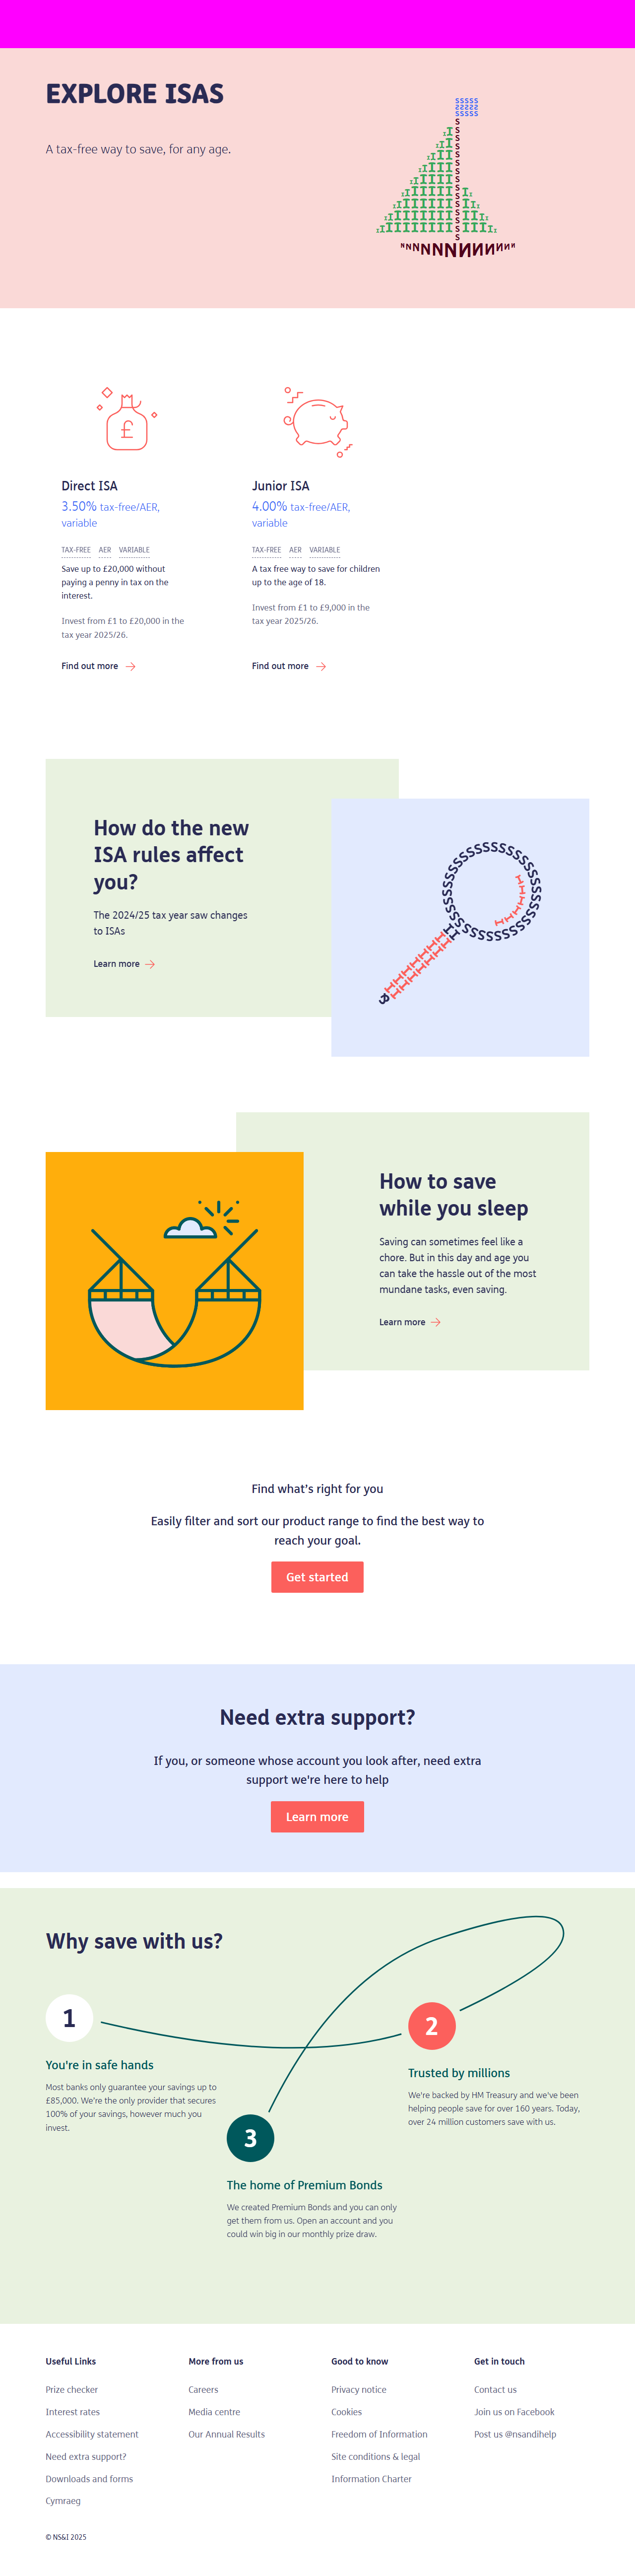 EXPLORE ISAS
A tax-free way to save, for any age.
Direct ISA
3.50% tax-free/AER,
variable
TAX-FREE AER VARIABLE
Save up to £20,000 without
paying a penny in tax on the
interest.
Invest from £1 to £20,000 in the
tax year 2025/26.
Find out more
Junior ISA
4.00% tax-free/AER,
variable
TAX-FREE AER VARIABLE
A tax free way to save for children
up to the age of 18.
Invest from £1 to £9,000 in the
tax year 2025/26.
Find out more
How do the new
ISA rules affect
you?
The 2024/25 tax year saw changes
to ISAs
Learn more
How to save
while you sleep
Saving can sometimes feel like a
chore. But in this day and age you
can take the hassle out of the most
mundane tasks, even saving.
Learn more
Find what's right for you
Easily filter and sort our product range to find the best way to
reach your goal.
Get started
Need extra support?
If you, or someone whose account you look after, need extra
support we're here to help
Learn more
Why save with us?
1
You're in safe hands
Most banks only guarantee your savings up to
£85,000. We're the only provider that secures
100% of your savings, however much you
invest.
2
Trusted by millions
We're backed by HM Treasury and we've been
helping people save for over 160 years. Today,
over 24 million customers save with us.
3
The home of Premium Bonds
We created Premium Bonds and you can only
get them from us. Open an account and you
could win big in our monthly prize draw.
Useful Links
Prize checker
Interest rates
Accessibility statement
Need extra support?
Downloads and forms
Cymraeg
More from us
Careers
Media centre
Our Annual Results
Good to know
Privacy notice
Cookies
Freedom of Information
Site conditions & legal
Information Charter
Get in touch
Contact us
Join us on Facebook
Post us @nsandihelp
© NS&I 2025